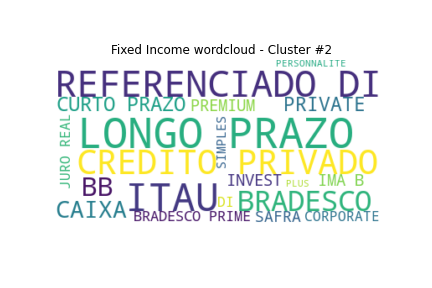 Fixed Income wordcloud - Cluster #2
PERSONNALITE
REFERENCIADO DI
CURTO PRAZO PREMIUM PRIVATE
JURO REAL
LONGO PRAZO
SIMPLES
CREDITO PRIVADO
BB ITAU INVEST PLUS IMA B
CAIXA DI BRADESCO
BRADESCO PRIME SAFRA CORPORATE